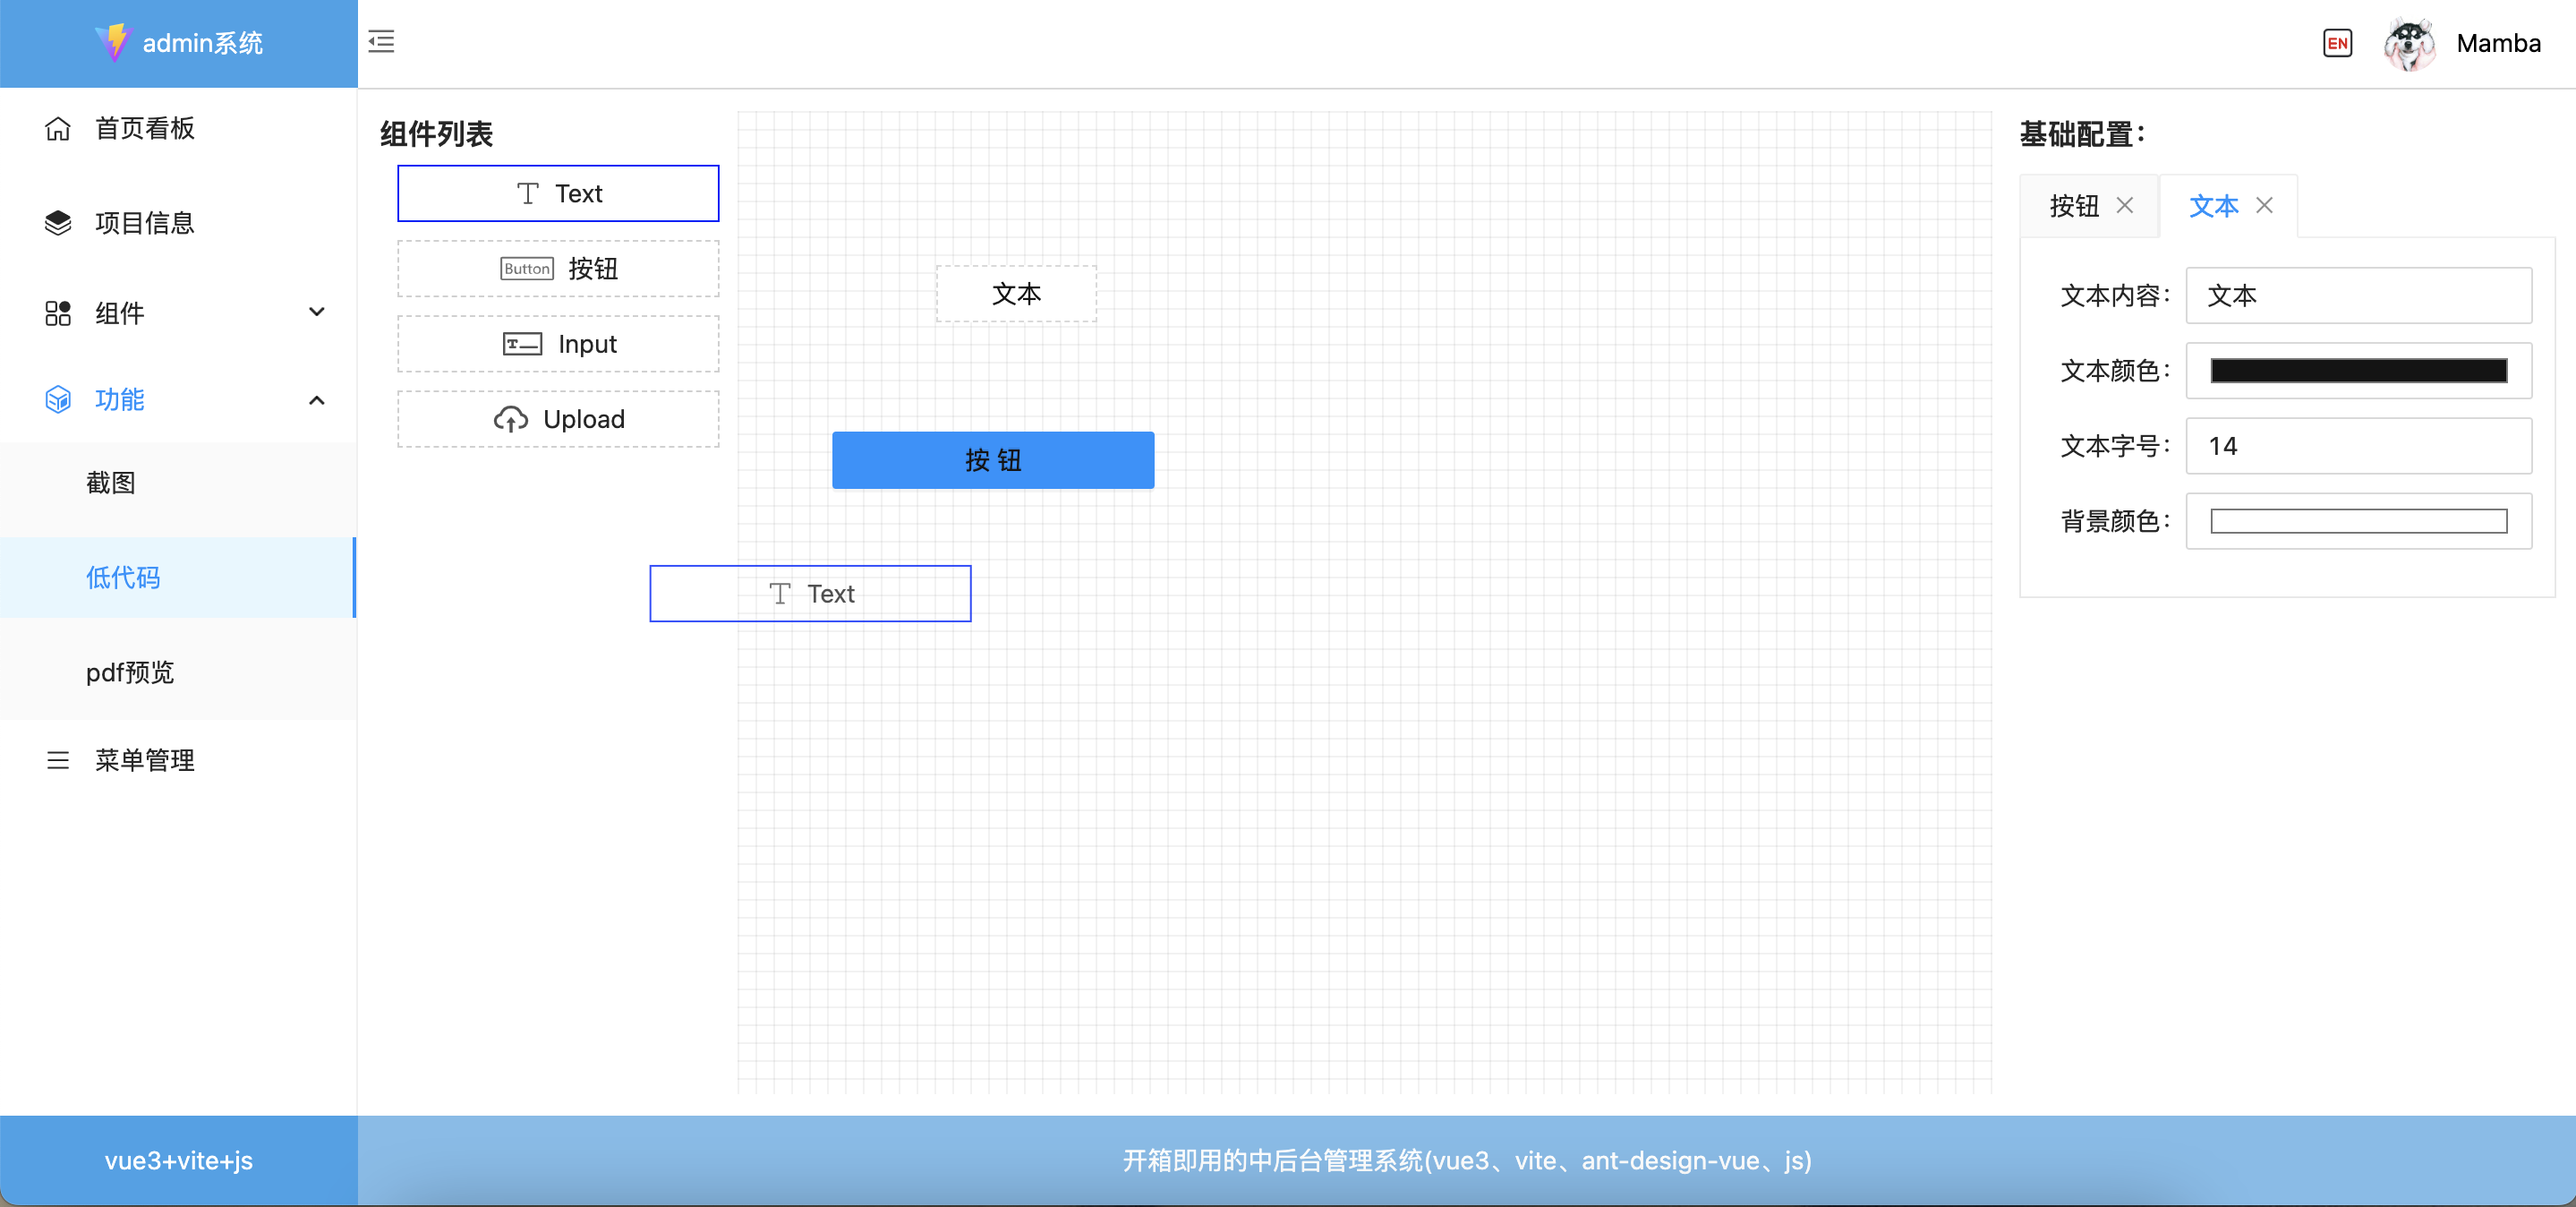 admin系统
EN
Mamba
首页看板
项目信息
组件
功能
截图
低代码
pdf预览
菜单管理
组件列表
Text
Button 按钮
Input
Upload
文本
按 钮
Text
基础配置：
按钮
文本
文本内容： 文本
文本颜色：
文本字号： 14
背景颜色：
vue3+vite+js
开箱即用的中后台管理系统(vue3、vite、ant-design-vue、js)